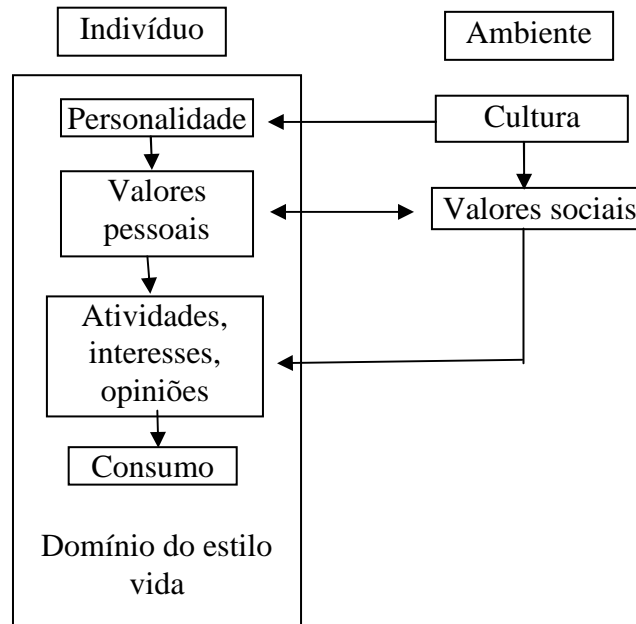 Indivíduo
Ambiente
Personalidade
Cultura
Valores
pessoais
Valores sociais
Atividades,
interesses,
opiniões
Consumo
Domínio do estilo
vida